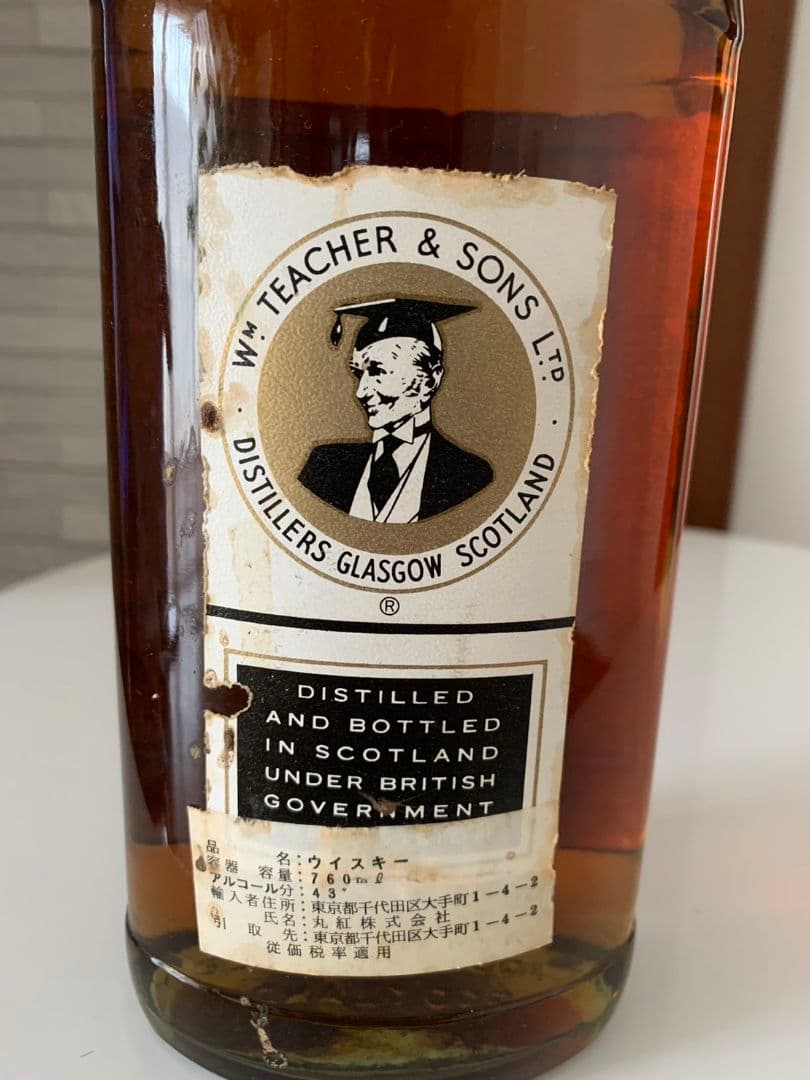 Wᴹ TEACHER & SONS Lᵀᴰ.
· DISTILLERS GLASGOW SCOTLAND ·
®
DISTILLED
AND BOTTLED
IN SCOTLAND
UNDER BRITISH
GOVERNMENT
品名:ウイスキー
容器容量:760mℓ
アルコール分:43°
輸入者住所:東京都千代田区大手町1-4-2
氏名:丸紅株式会社
引取先:東京都千代田区大手町1-4-2
従価税率適用